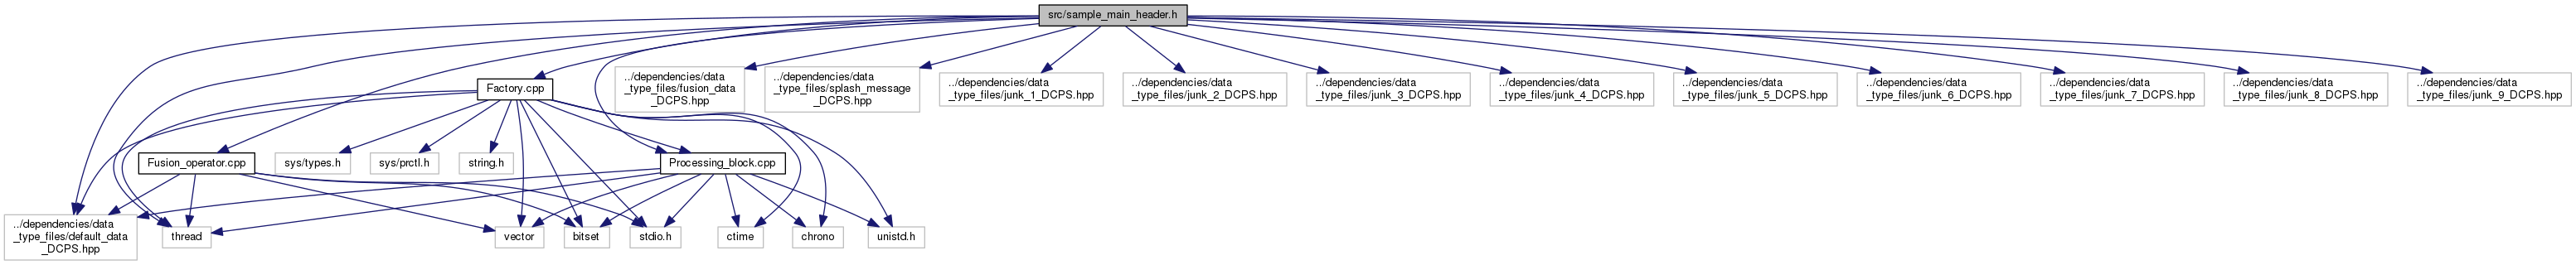 src/sample_main_header.h
Factory.cpp
../dependencies/data
_type_files/fusion_data
_DCPS.hpp
../dependencies/data
_type_files/splash_message
_DCPS.hpp
../dependencies/data
_type_files/junk_1_DCPS.hpp
../dependencies/data
_type_files/junk_2_DCPS.hpp
../dependencies/data
_type_files/junk_3_DCPS.hpp
../dependencies/data
_type_files/junk_4_DCPS.hpp
../dependencies/data
_type_files/junk_5_DCPS.hpp
../dependencies/data
_type_files/junk_6_DCPS.hpp
../dependencies/data
_type_files/junk_7_DCPS.hpp
../dependencies/data
_type_files/junk_8_DCPS.hpp
../dependencies/data
_type_files/junk_9_DCPS.hpp
Fusion_operator.cpp
sys/types.h
sys/prctl.h
string.h
Processing_block.cpp
../dependencies/data
_type_files/default_data
_DCPS.hpp
thread
vector
bitset
stdio.h
ctime
chrono
unistd.h